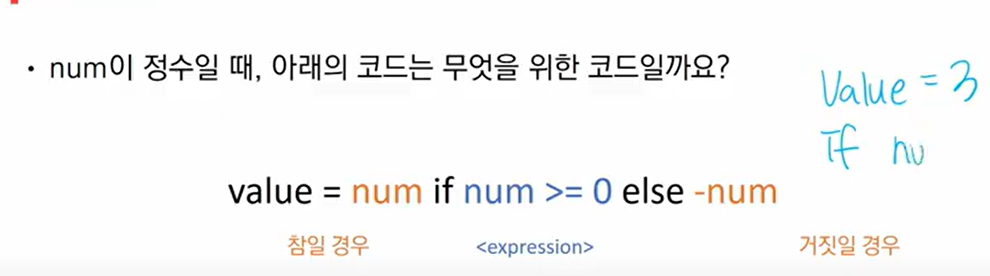 • num이 정수일 때, 아래의 코드는 무엇을 위한 코드일까요?
Value = 3
If nu
value = num if num >= 0 else -num
참일 경우 <expression> 거짓일 경우